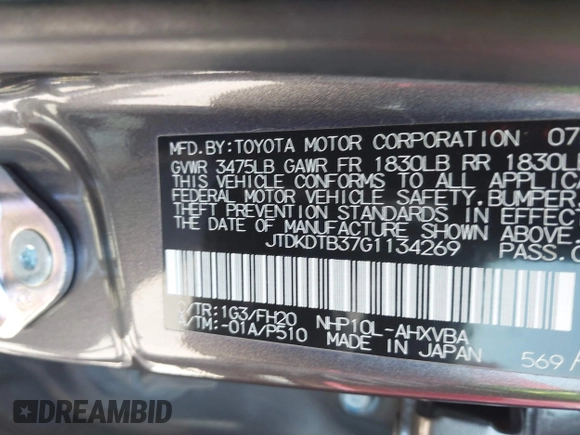 MFD.BY:TOYOTA MOTOR CORPORATION 07
GVWR 3475LB GAWR FR 1830LB RR 1830L
THIS VEHICLE CONFORMS TO ALL APPLICA
FEDERAL MOTOR VEHICLE SAFETY.BUMPER
THEFT PREVENTION STANDARDS IN EFFEC
THE DATE OF MANUFACTURE SHOWN ABOVE.
JTDKDTB37G1134269 PASS.C
C/TR:1G3/FH20 NHP10L-AHXVBA
A/TM:-01A/P510 MADE IN JAPAN 569
DREAMBID